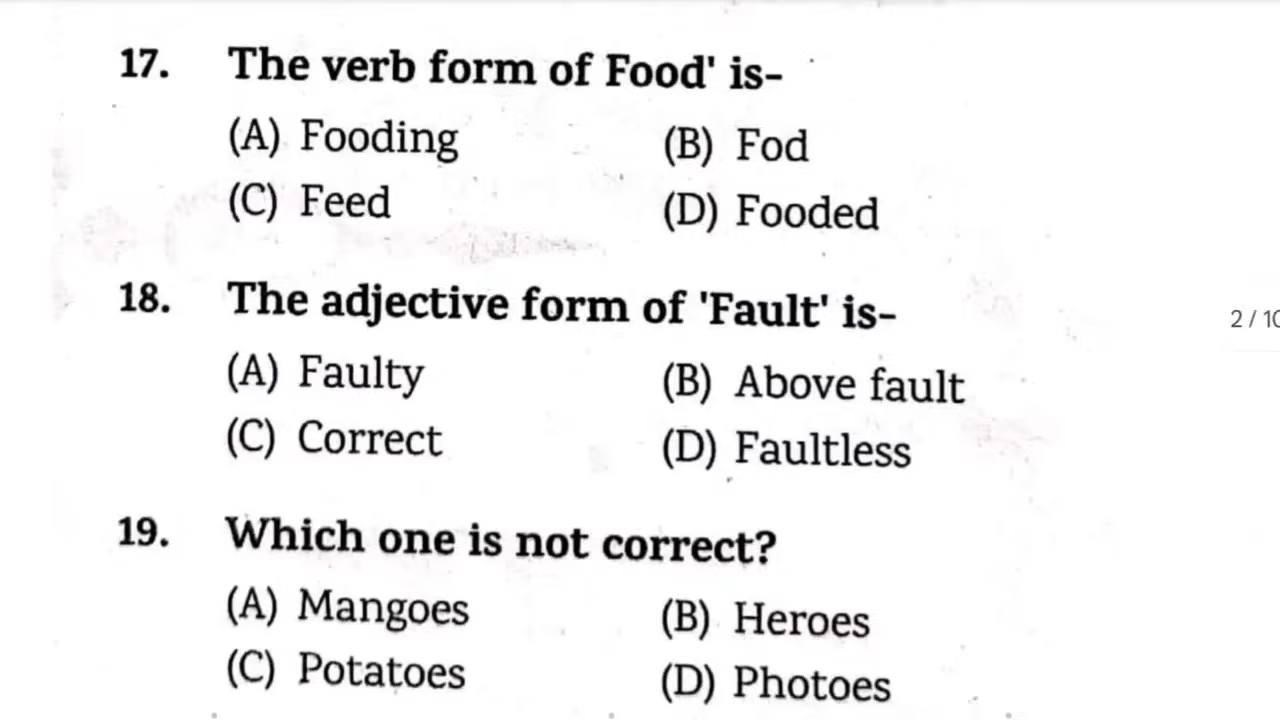 17. The verb form of Food' is-
(A) Fooding (B) Fod
(C) Feed (D) Fooded
18. The adjective form of 'Fault' is-
(A) Faulty (B) Above fault
(C) Correct (D) Faultless
2 / 10
19. Which one is not correct?
(A) Mangoes (B) Heroes
(C) Potatoes (D) Photoes